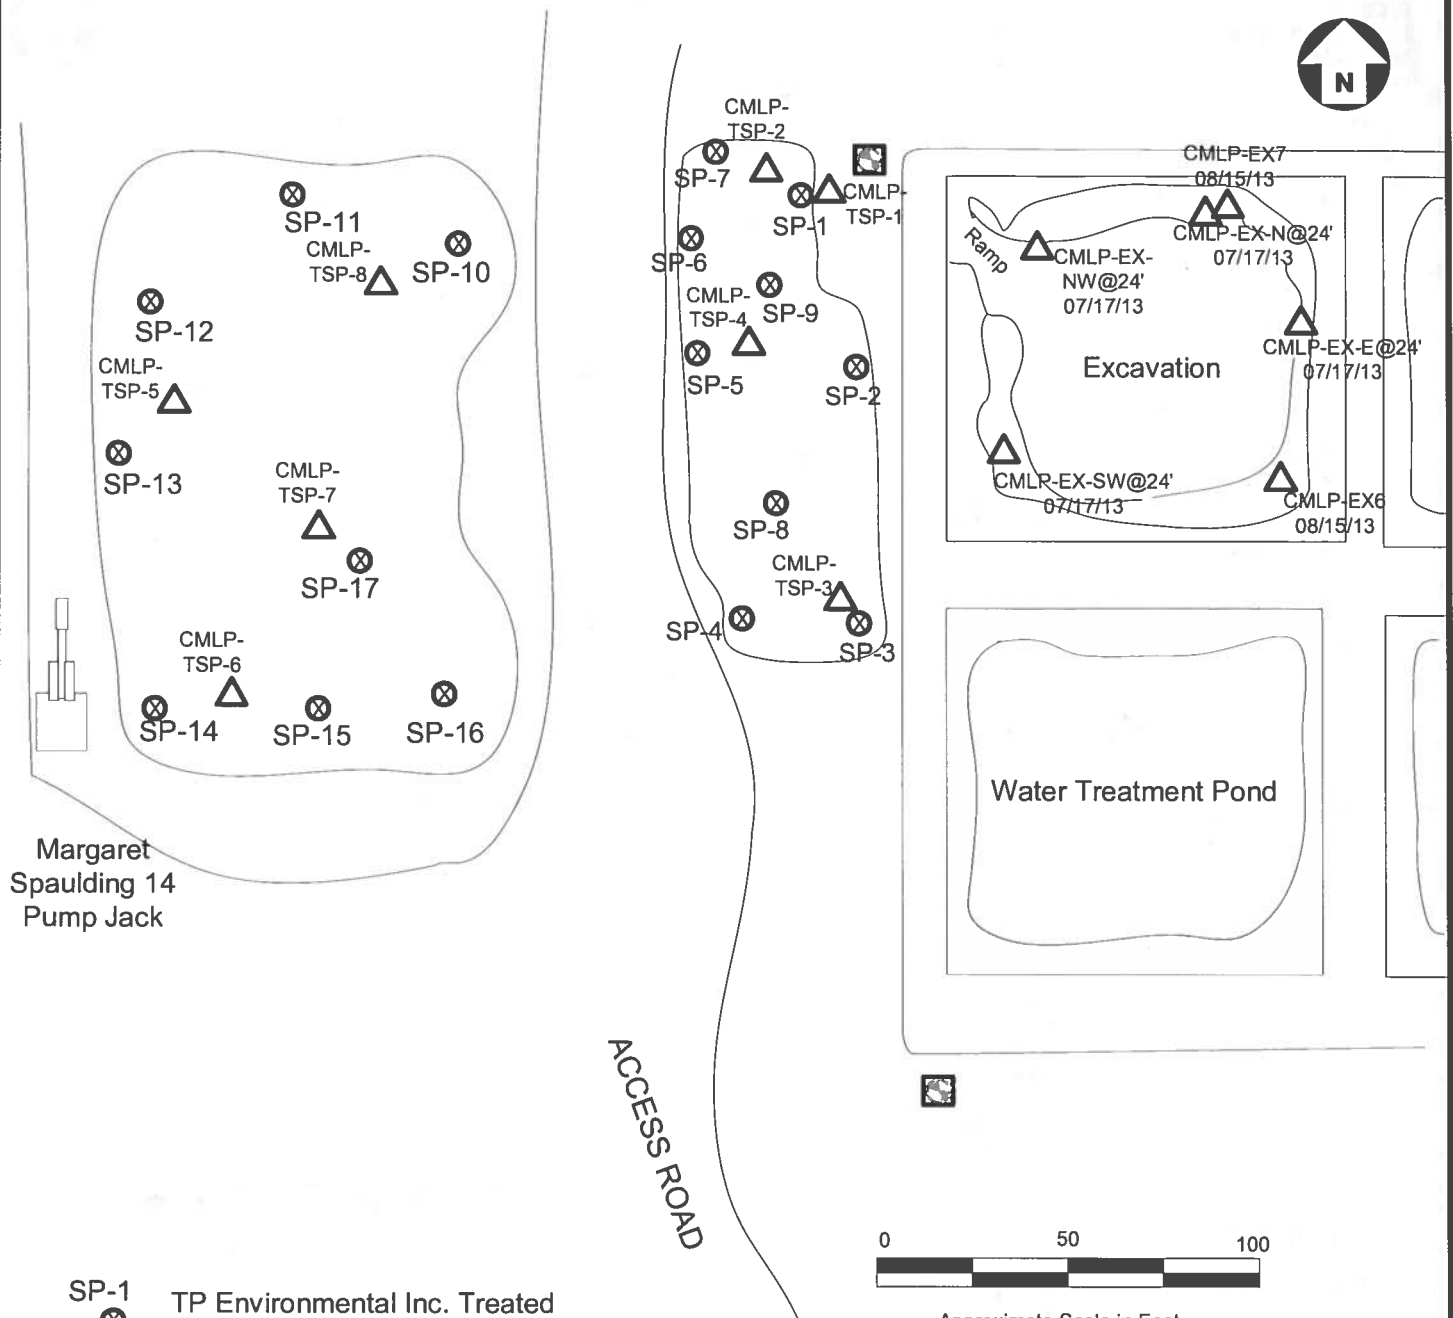 N
CMLP-
TSP-2
SP-7
SP-1
CMLP-
TSP-1
CMLP-EX7
08/15/13
CMLP-EX-N@24'
07/17/13
Ramp
CMLP-EX-
NW@24'
07/17/13
SP-11
CMLP-
TSP-8
SP-10
SP-6
CMLP-
TSP-4
SP-9
SP-12
CMLP-
TSP-5
SP-5
SP-2
Excavation
CMLP-EX-E@24'
07/17/13
SP-13
CMLP-
TSP-7
SP-17
SP-8
CMLP-EX-SW@24'
07/17/13
CMLP-EX6
08/15/13
CMLP-
TSP-3
SP-4
SP-3
CMLP-
TSP-6
SP-14
SP-15
SP-16
Water Treatment Pond
Margaret
Spaulding 14
Pump Jack
ACCESS ROAD
0 50 100
Approximate Scale in Feet
SP-1
TP Environmental Inc. Treated